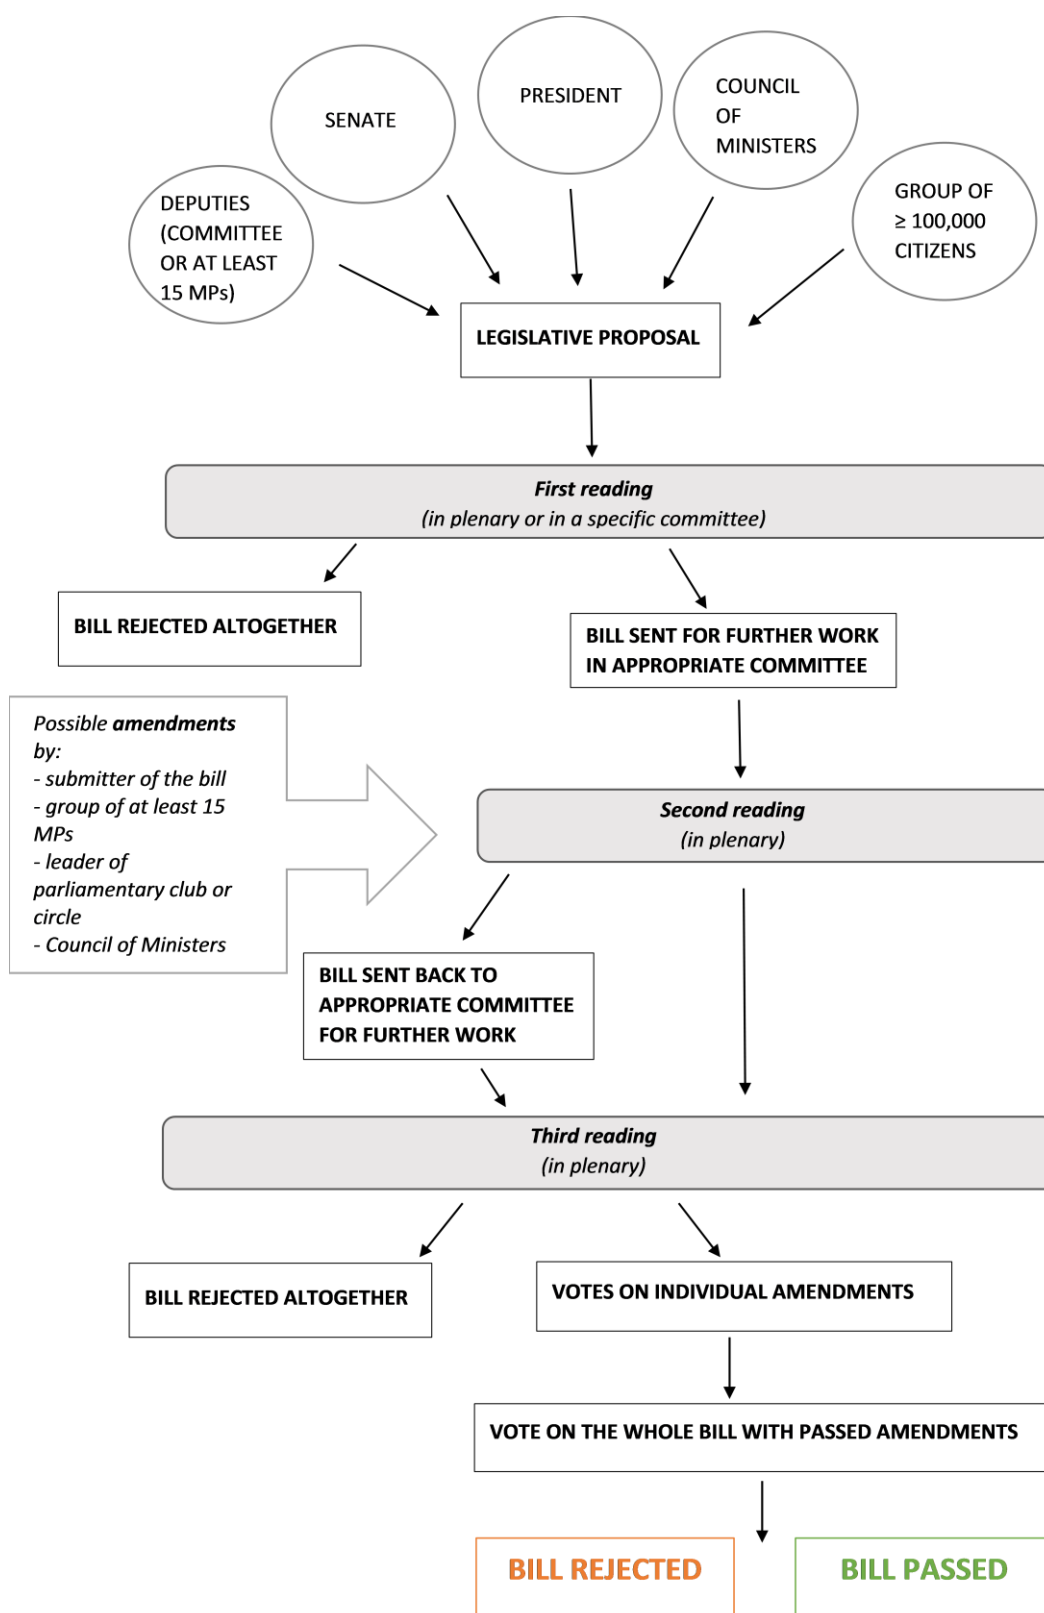 DEPUTIES
(COMMITTEE
OR AT LEAST
15 MPs)
SENATE
PRESIDENT
COUNCIL
OF
MINISTERS
GROUP OF
≥ 100,000
CITIZENS
LEGISLATIVE PROPOSAL
First reading
(in plenary or in a specific committee)
BILL REJECTED ALTOGETHER
BILL SENT FOR FURTHER WORK
IN APPROPRIATE COMMITTEE
Possible amendments
by:
- submitter of the bill
- group of at least 15
MPs
- leader of
parliamentary club or
circle
- Council of Ministers
Second reading
(in plenary)
BILL SENT BACK TO
APPROPRIATE COMMITTEE
FOR FURTHER WORK
Third reading
(in plenary)
BILL REJECTED ALTOGETHER
VOTES ON INDIVIDUAL AMENDMENTS
VOTE ON THE WHOLE BILL WITH PASSED AMENDMENTS
BILL REJECTED
BILL PASSED